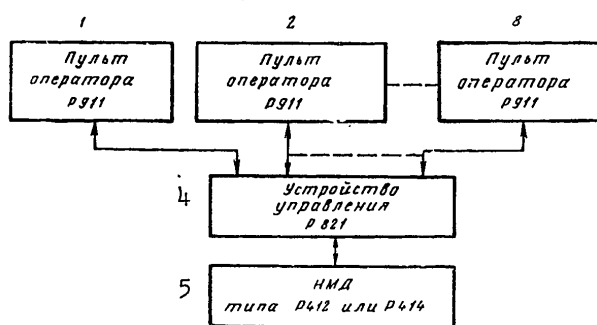 1 2 8
Пульт
оператора
Р911
Пульт
оператора
Р911
Пульт
оператора
Р911
4
Устройство
управления
Р821
5
НМД
типа Р412 или Р414